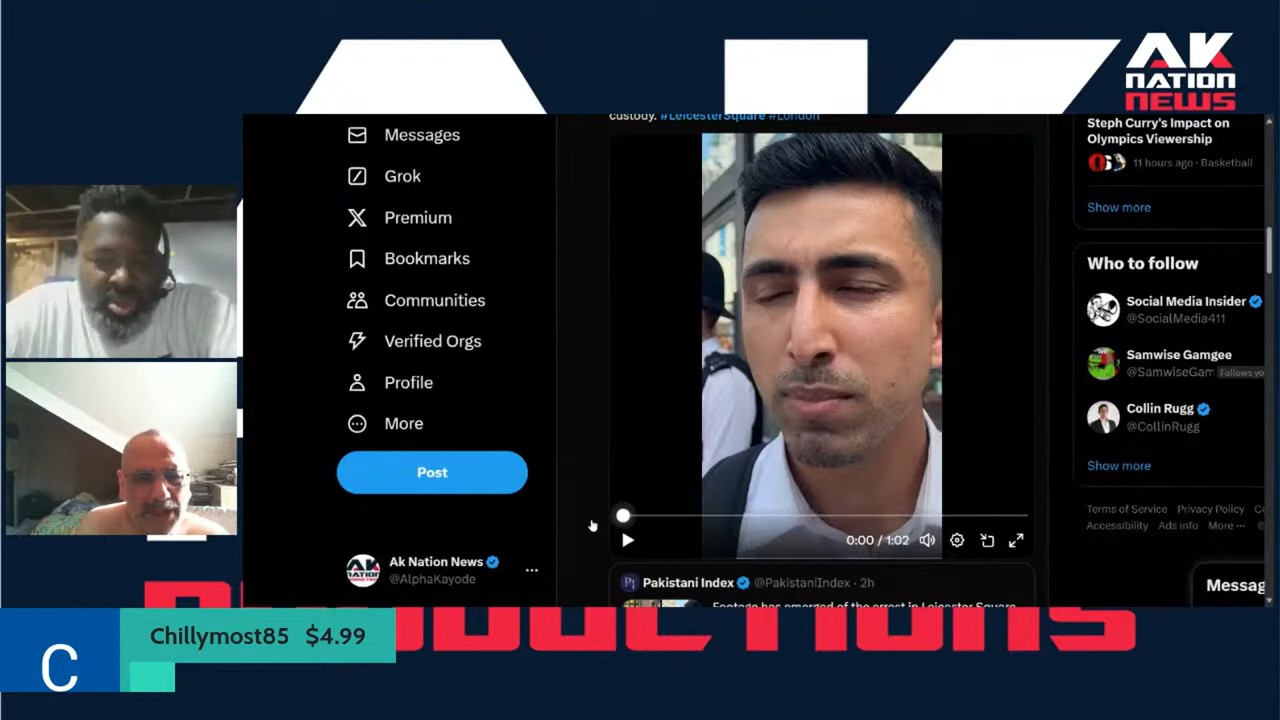 AK
NATION
NEWS
custody. #LeicesterSquare #London
Messages
Grok
Premium
Bookmarks
Communities
Verified Orgs
Profile
More
Post
Ak Nation News
@AlphaKayode
0:00 / 1:02
Pakistani Index @PakistaniIndex · 2h
Footage has emerged of the arrest in Leicester Square
Steph Curry's Impact on
Olympics Viewership
11 hours ago · Basketball
Show more
Who to follow
Social Media Insider
@SocialMedia411
Samwise Gamgee
@SamwiseGam Follows yo
Collin Rugg
@CollinRugg
Show more
Terms of Service Privacy Policy
Accessibility Ads info More ···
Messag
AK
PRODUCTIONS
C
Chillymost85 $4.99